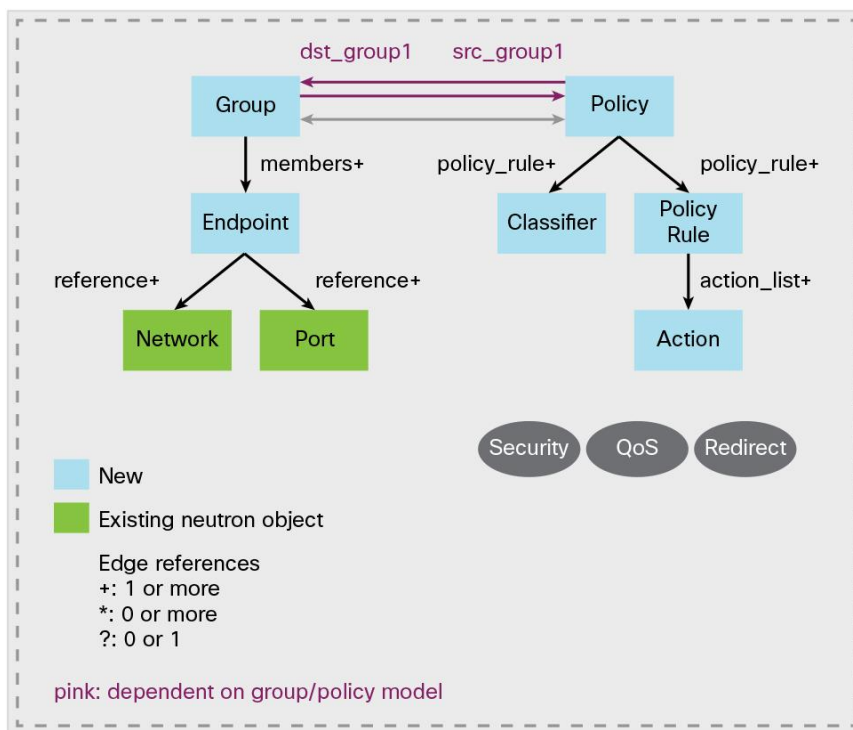 dst_group1 src_group1
Group
Policy
members+
policy_rule+
policy_rule+
Endpoint
Classifier
Policy
Rule
reference+
reference+
action_list+
Network
Port
Action
Security
QoS
Redirect
New
Existing neutron object
Edge references
+: 1 or more
*: 0 or more
?: 0 or 1
pink: dependent on group/policy model